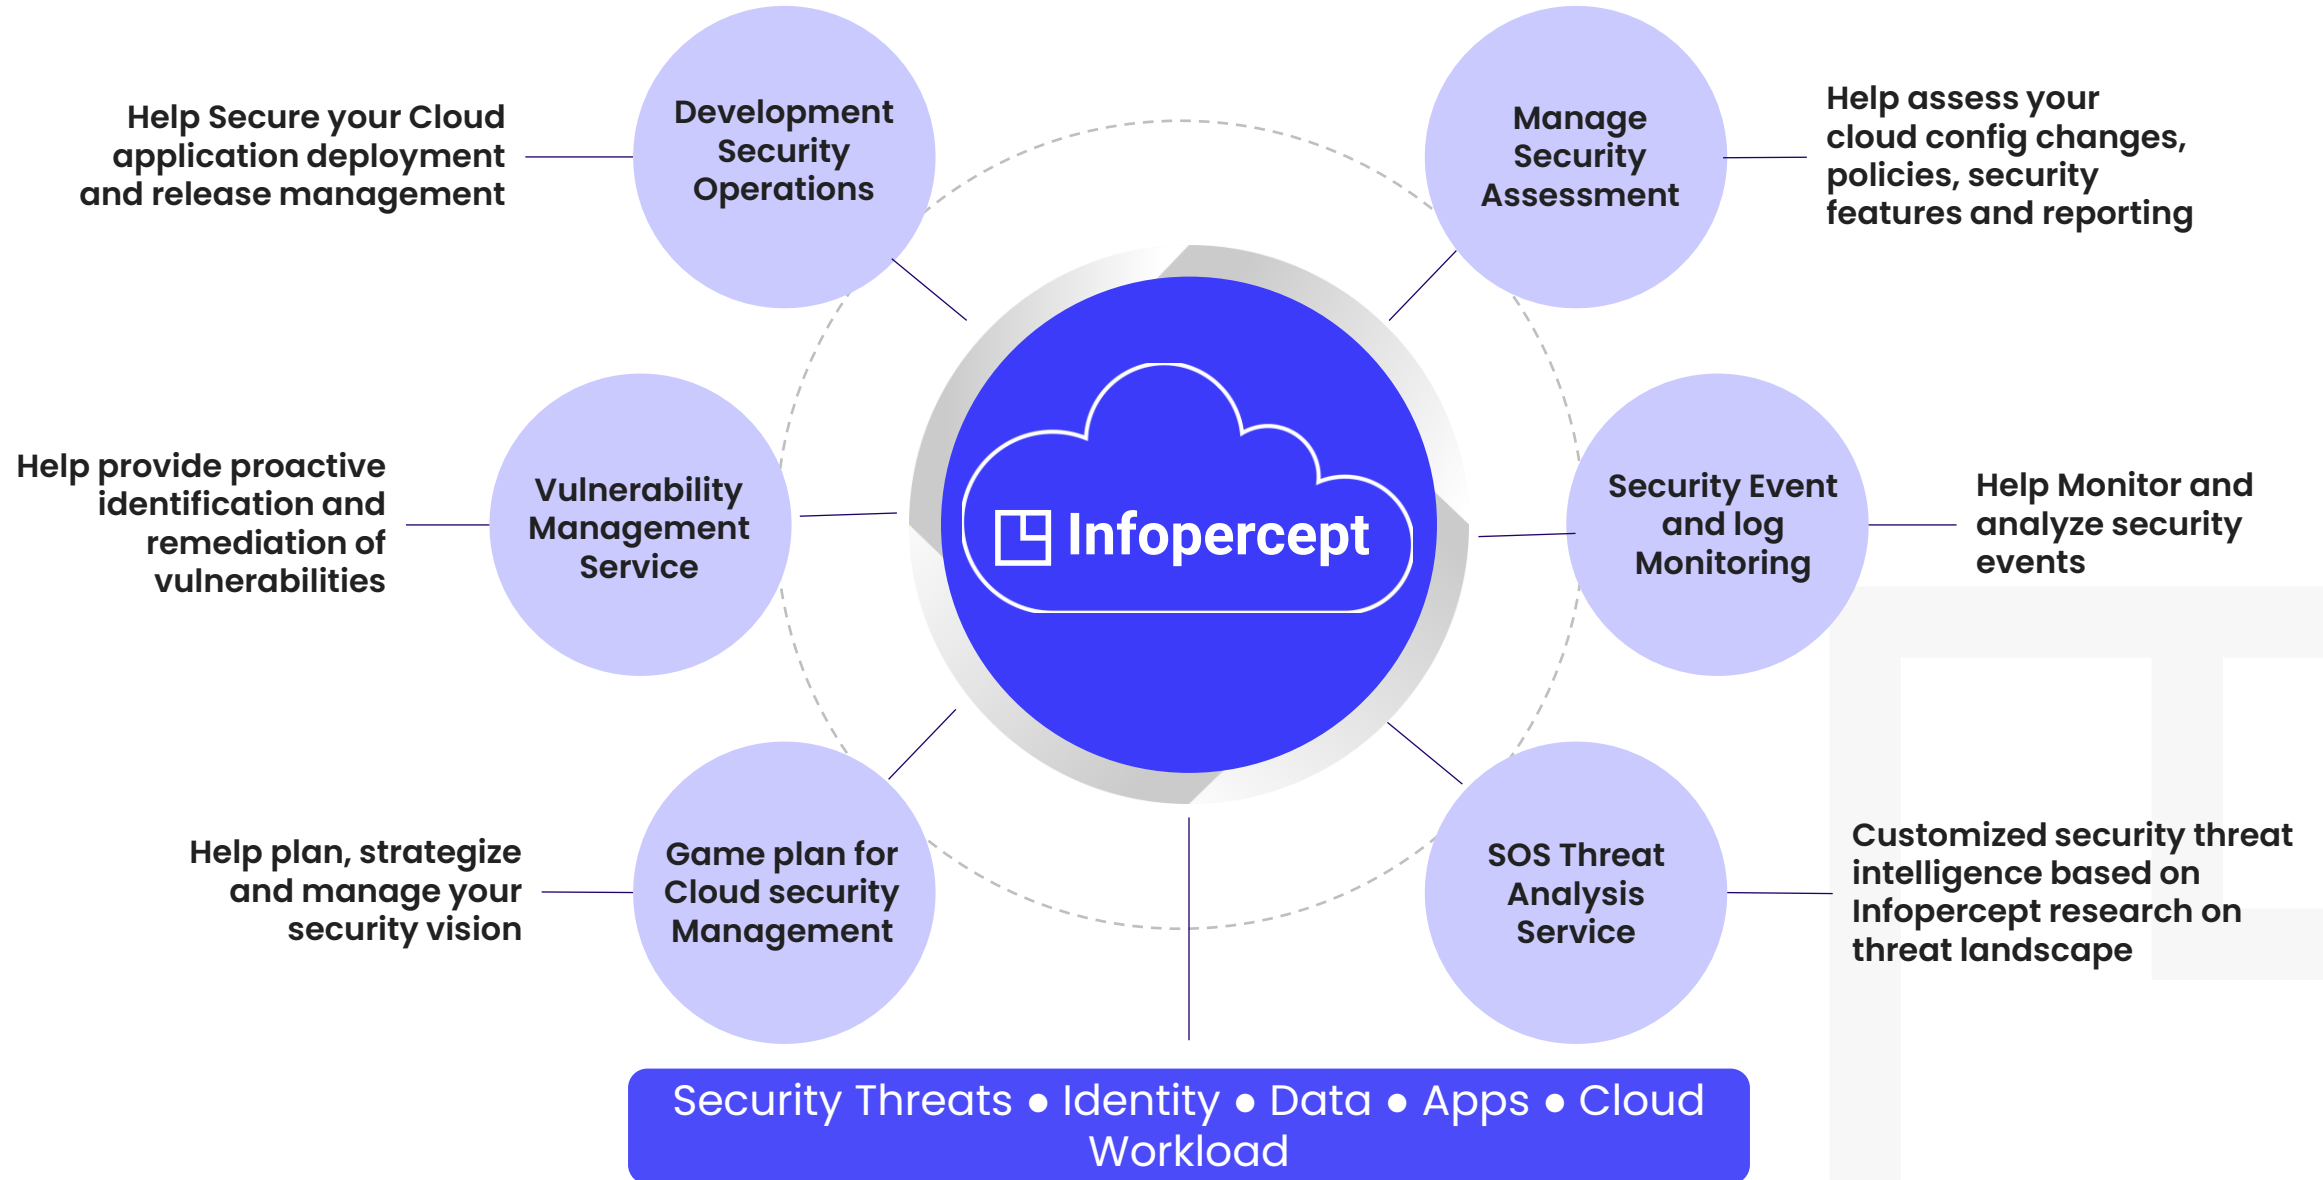 Help Secure your Cloud
application deployment
and release management
Development
Security
Operations
Manage
Security
Assessment
Help assess your
cloud config changes,
policies, security
features and reporting
Help provide proactive
identification and
remediation of
vulnerabilities
Vulnerability
Management
Service
Infopercept
Security Event
and log
Monitoring
Help Monitor and
analyze security
events
Help plan, strategize
and manage your
security vision
Game plan for
Cloud security
Management
SOS Threat
Analysis
Service
Customized security threat
intelligence based on
Infopercept research on
threat landscape
Security Threats ● Identity ● Data ● Apps ● Cloud
Workload